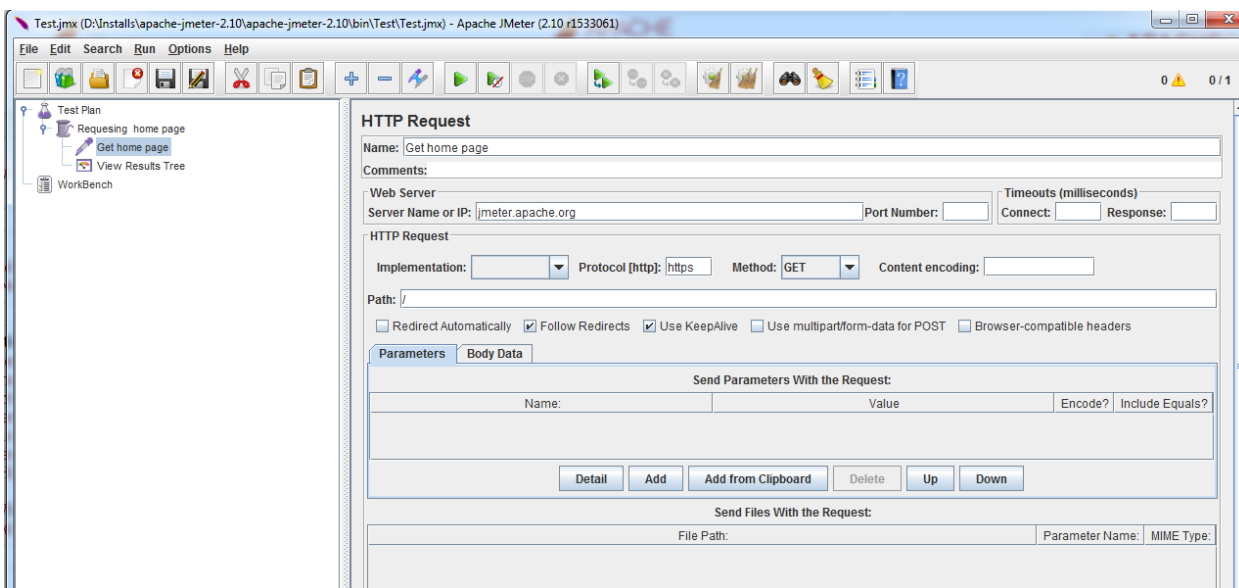 Test.jmx (D:\Installs\apache-jmeter-2.10\apache-jmeter-2.10\bin\Test\Test.jmx) - Apache JMeter (2.10 r1533061)
File Edit Search Run Options Help
0 0 / 1
Test Plan
Requesing home page
Get home page
View Results Tree
WorkBench
HTTP Request
Name: Get home page
Comments:
Web Server Timeouts (milliseconds)
Server Name or IP: jmeter.apache.org Port Number: Connect: Response:
HTTP Request
Implementation: Protocol [http]: https Method: GET Content encoding:
Path: /
Redirect Automatically Follow Redirects Use KeepAlive Use multipart/form-data for POST Browser-compatible headers
Parameters Body Data
Send Parameters With the Request:
Name: Value Encode? Include Equals?
Detail Add Add from Clipboard Delete Up Down
Send Files With the Request:
File Path: Parameter Name: MIME Type: